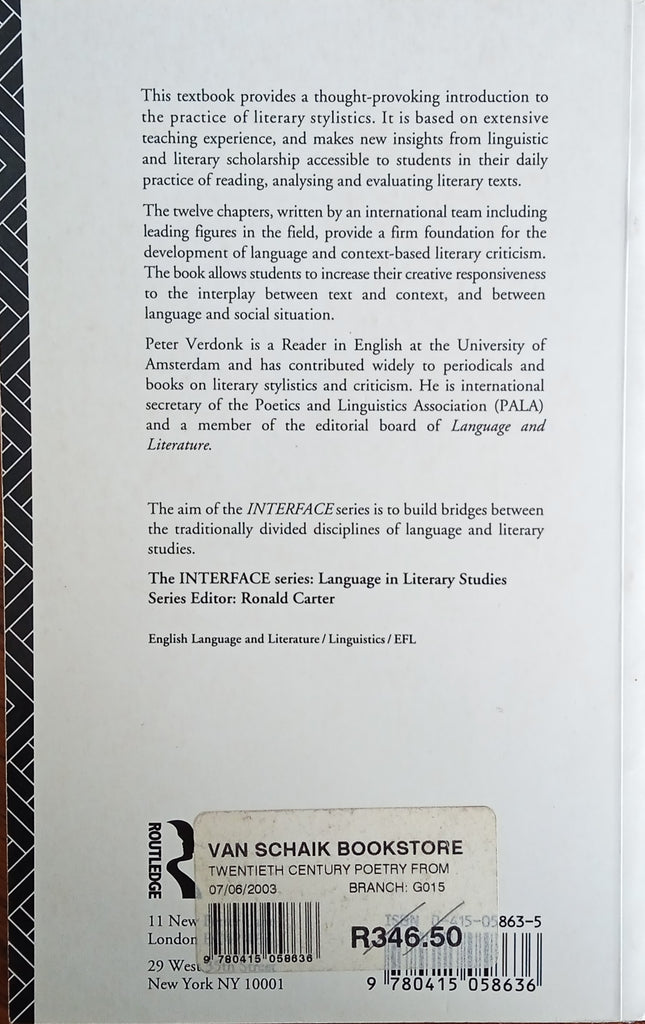 This textbook provides a thought-provoking introduction to
the practice of literary stylistics. It is based on extensive
teaching experience, and makes new insights from linguistic
and literary scholarship accessible to students in their daily
practice of reading, analysing and evaluating literary texts.
The twelve chapters, written by an international team including
leading figures in the field, provide a firm foundation for the
development of language and context-based literary criticism.
The book allows students to increase their creative responsiveness
to the interplay between text and context, and between
language and social situation.
Peter Verdonk is a Reader in English at the University of
Amsterdam and has contributed widely to periodicals and
books on literary stylistics and criticism. He is international
secretary of the Poetics and Linguistics Association (PALA)
and a member of the editorial board of Language and
Literature.
The aim of the INTERFACE series is to build bridges between
the traditionally divided disciplines of language and literary
studies.
The INTERFACE series: Language in Literary Studies
Series Editor: Ronald Carter
English Language and Literature / Linguistics / EFL
ROUTLEDGE
VAN SCHAIK BOOKSTORE
TWENTIETH CENTURY POETRY FROM
07/06/2003 BRANCH: G015
R346.50
9 780415 058636
11 New
London
29 West 35th Street
New York NY 10001
ISBN 0-415-05863-5
9 780415 058636